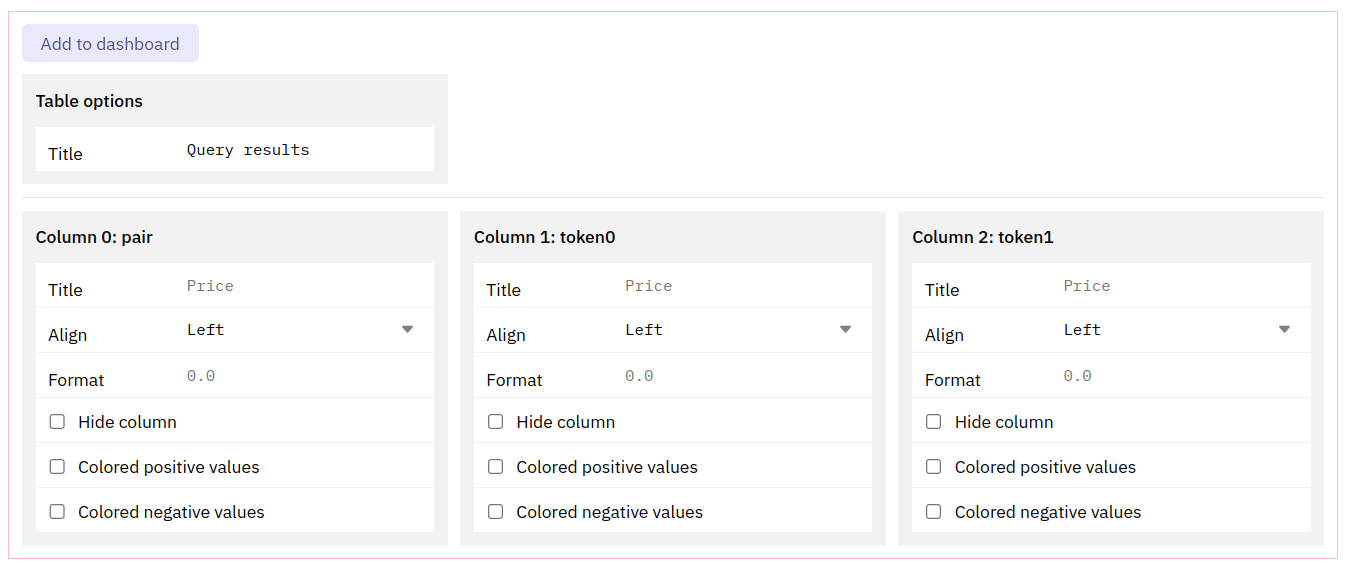 Add to dashboard
Table options
Title Query results
Column 0: pair
Title Price
Align Left
Format 0.0
Hide column
Colored positive values
Colored negative values
Column 1: token0
Title Price
Align Left
Format 0.0
Hide column
Colored positive values
Colored negative values
Column 2: token1
Title Price
Align Left
Format 0.0
Hide column
Colored positive values
Colored negative values